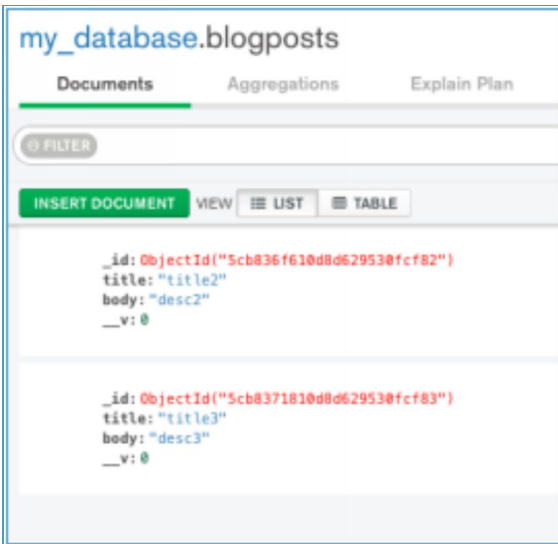 my_database.blogposts
Documents Aggregations Explain Plan
FILTER
INSERT DOCUMENT VIEW LIST TABLE
_id: ObjectId("5cb836f610d8d629530fcf82")
title: "title2"
body: "desc2"
__v: 0
_id: ObjectId("5cb8371810d8d629530fcf83")
title: "title3"
body: "desc3"
__v: 0